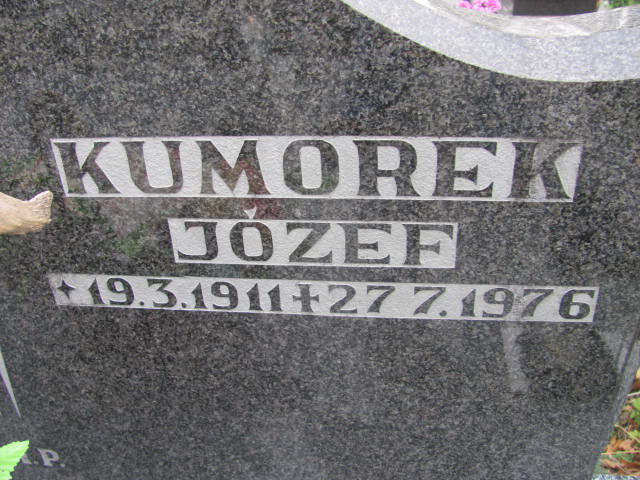 KUMOREK
JÓZEF
* 19.3.1911 † 27 7.1976
.P.